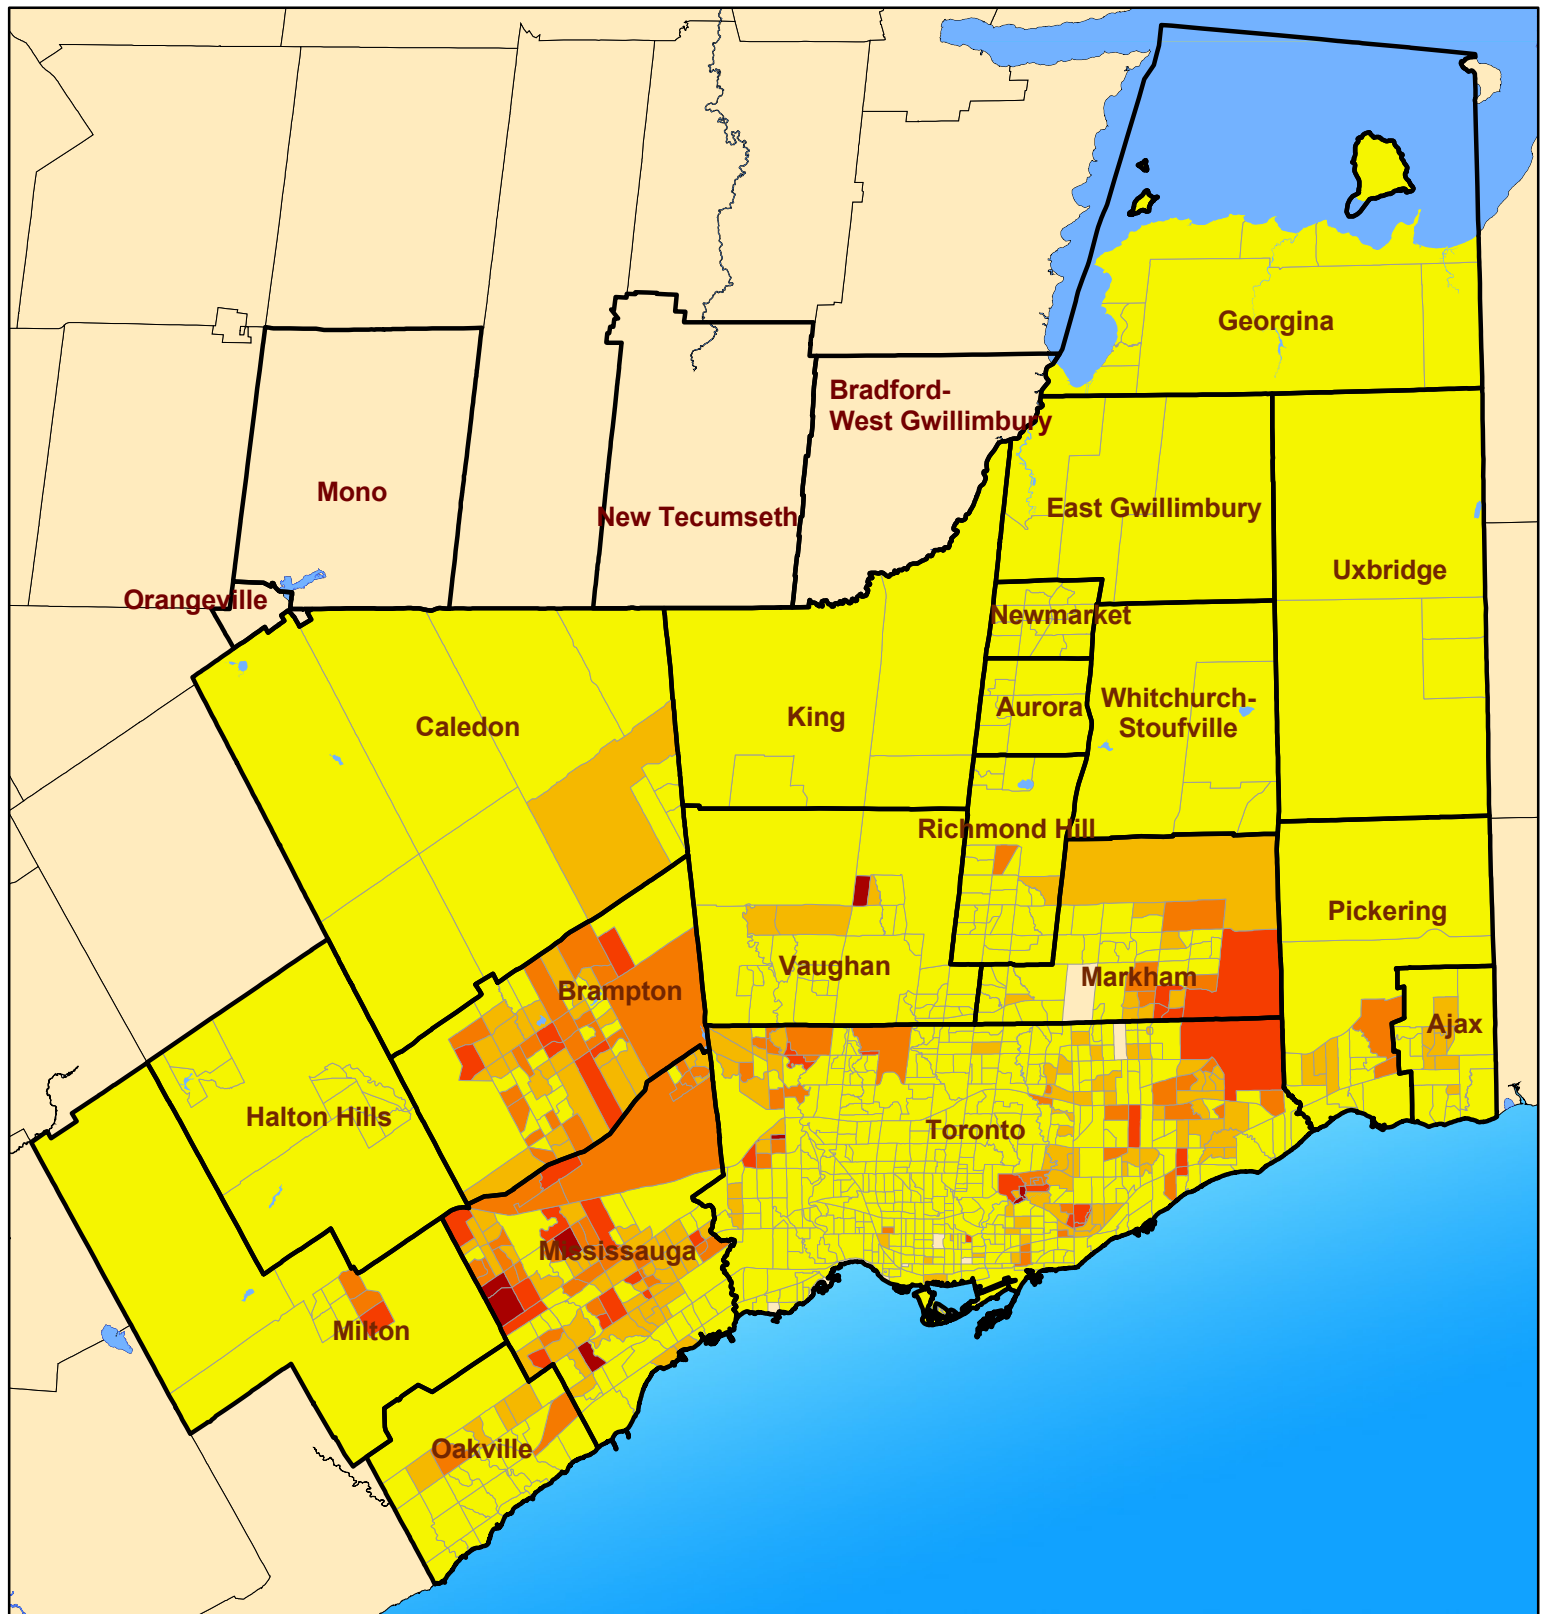 Georgina
Bradford-
West Gwillimbury
Mono
New Tecumseth
East Gwillimbury
Uxbridge
Orangeville
Newmarket
Caledon
King
Aurora
Whitchurch-
Stoufville
Richmond Hill
Pickering
Vaughan
Markham
Brampton
Ajax
Halton Hills
Toronto
Mississauga
Milton
Oakville